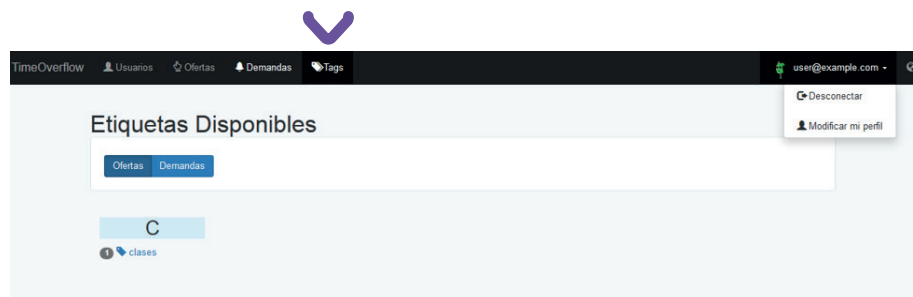 TimeOverflow Usuarios Ofertas Demandas Tags user@example.com
Desconectar
Modificar mi perfil
Etiquetas Disponibles
Ofertas Demandas
C
1 clases